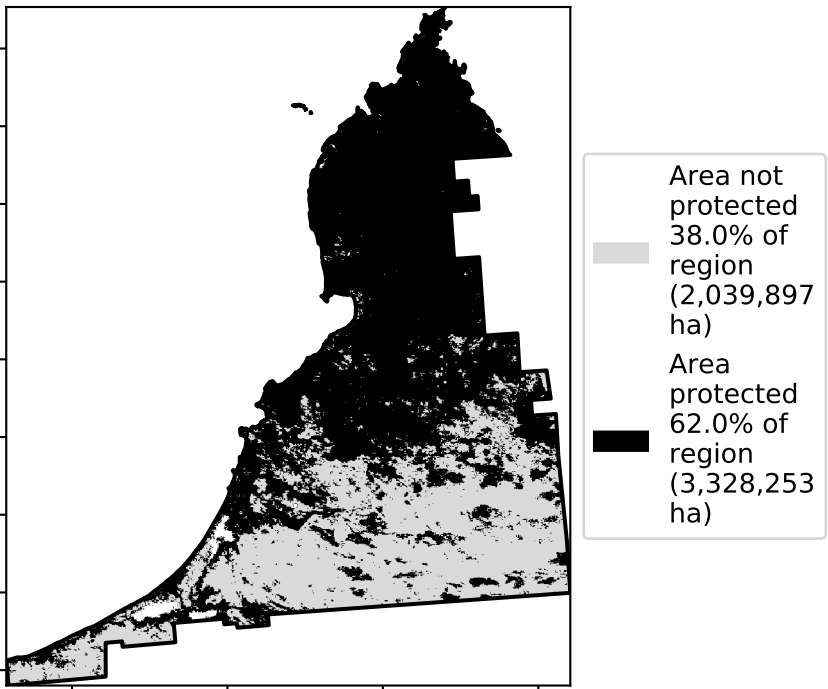 Area not
protected
38.0% of
region
(2,039,897
ha)
Area
protected
62.0% of
region
(3,328,253
ha)